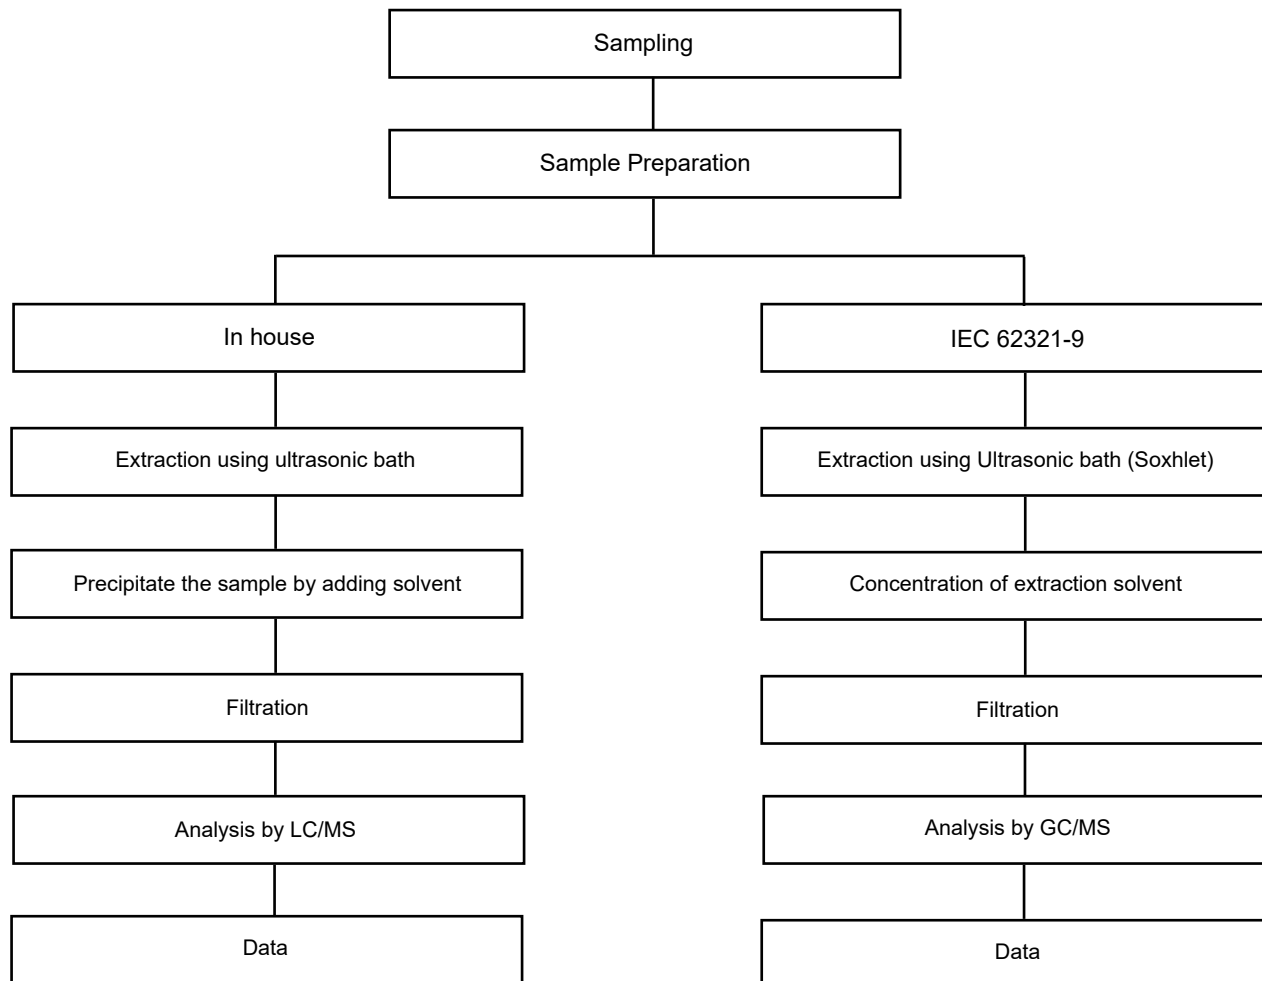 Sampling
Sample Preparation
In house
IEC 62321-9
Extraction using ultrasonic bath
Extraction using Ultrasonic bath (Soxhlet)
Precipitate the sample by adding solvent
Concentration of extraction solvent
Filtration
Filtration
Analysis by LC/MS
Analysis by GC/MS
Data
Data